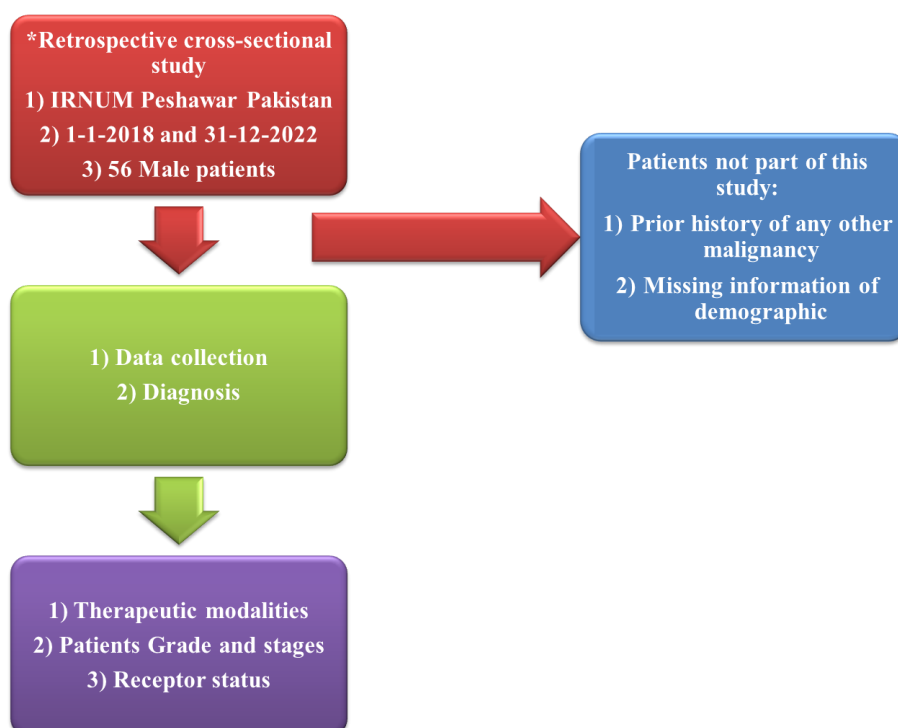 *Retrospective cross-sectional
study
1) IRNUM Peshawar Pakistan
2) 1-1-2018 and 31-12-2022
3) 56 Male patients
Patients not part of this
study:
1) Prior history of any other
malignancy
2) Missing information of
demographic
1) Data collection
2) Diagnosis
1) Therapeutic modalities
2) Patients Grade and stages
3) Receptor status